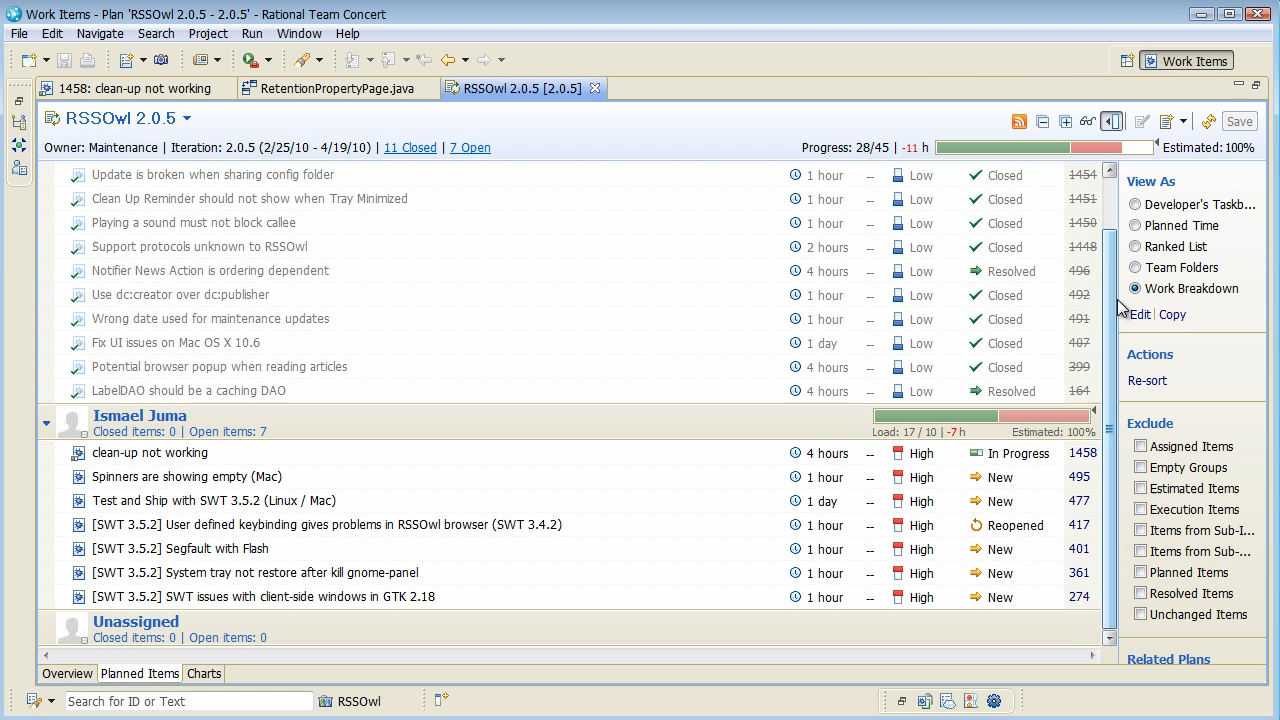 Work Items - Plan 'RSSOwl 2.0.5 - 2.0.5' - Rational Team Concert
File Edit Navigate Search Project Run Window Help
Work Items
1458: clean-up not working RetentionPropertyPage.java RSSOwl 2.0.5 [2.0.5]
RSSOwl 2.0.5 Save
Owner: Maintenance | Iteration: 2.0.5 (2/25/10 - 4/19/10) | 11 Closed | 7 Open Progress: 28/45 | -11 h Estimated: 100%
Update is broken when sharing config folder 1 hour -- Low Closed 1454
Clean Up Reminder should not show when Tray Minimized 1 hour -- Low Closed 1451
Playing a sound must not block callee 1 hour -- Low Closed 1450
Support protocols unknown to RSSOwl 2 hours -- Low Closed 1448
Notifier News Action is ordering dependent 4 hours -- Low Resolved 496
Use dc:creator over dc:publisher 1 hour -- Low Closed 492
Wrong date used for maintenance updates 1 hour -- Low Closed 491
Fix UI issues on Mac OS X 10.6 1 day -- Low Closed 407
Potential browser popup when reading articles 4 hours -- Low Closed 399
LabelDAO should be a caching DAO 4 hours -- Low Resolved 164
Ismael Juma
Closed items: 0 | Open items: 7 Load: 17 / 10 | -7 h Estimated: 100%
clean-up not working 4 hours -- High In Progress 1458
Spinners are showing empty (Mac) 1 hour -- High New 495
Test and Ship with SWT 3.5.2 (Linux / Mac) 1 day -- High New 477
[SWT 3.5.2] User defined keybinding gives problems in RSSOwl browser (SWT 3.4.2) 1 hour -- High Reopened 417
[SWT 3.5.2] Segfault with Flash 1 hour -- High New 401
[SWT 3.5.2] System tray not restore after kill gnome-panel 1 hour -- High New 361
[SWT 3.5.2] SWT issues with client-side windows in GTK 2.18 1 hour -- High New 274
Unassigned
Closed items: 0 | Open items: 0
View As
Developer's Taskb...
Planned Time
Ranked List
Team Folders
Work Breakdown
Edit | Copy
Actions
Re-sort
Exclude
Assigned Items
Empty Groups
Estimated Items
Execution Items
Items from Sub-I...
Items from Sub-...
Planned Items
Resolved Items
Unchanged Items
Related Plans
Overview Planned Items Charts
Search for ID or Text RSSOwl